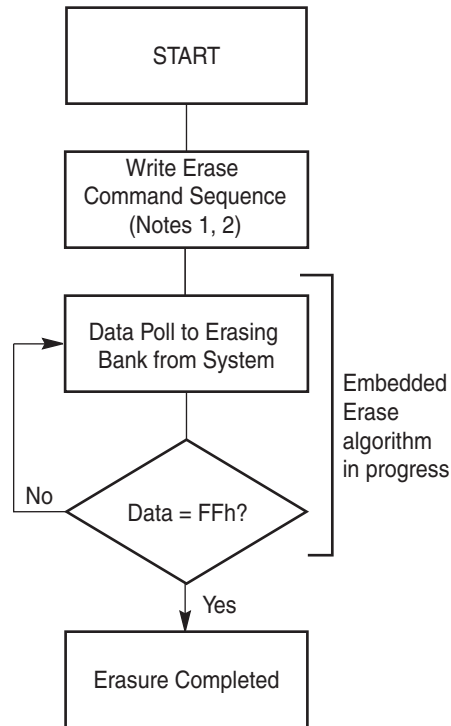 START
Write Erase
Command Sequence
(Notes 1, 2)
Data Poll to Erasing
Bank from System
Embedded
Erase
algorithm
in progress
No
Data = FFh?
Yes
Erasure Completed